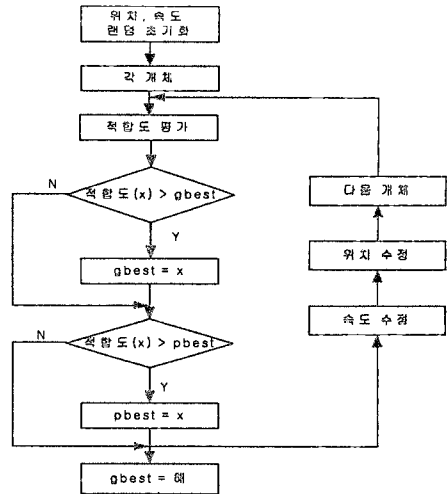 위치, 속도
랜덤 초기화
각 개체
적합도 평가
N
적합도(x) > gbest
Y
gbest = x
N
적합도(x) > pbest
Y
pbest = x
gbest = 해
다음 개체
위치 수정
속도 수정